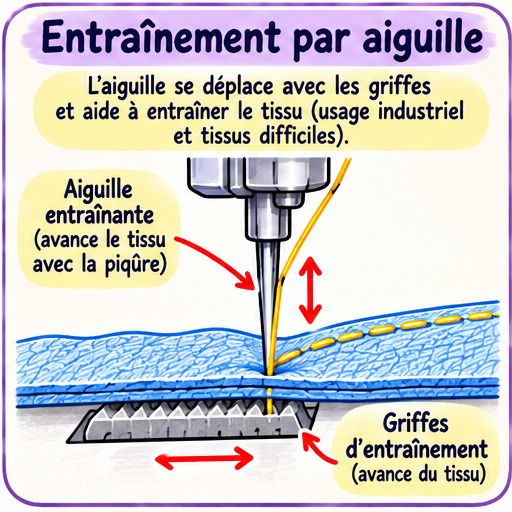 Entraînement par aiguille
L'aiguille se déplace avec les griffes
et aide à entraîner le tissu (usage industriel
et tissus difficiles).
Aiguille
entraînante
(avance le tissu
avec la piqûre)
Griffes
d'entraînement
(avance du tissu)